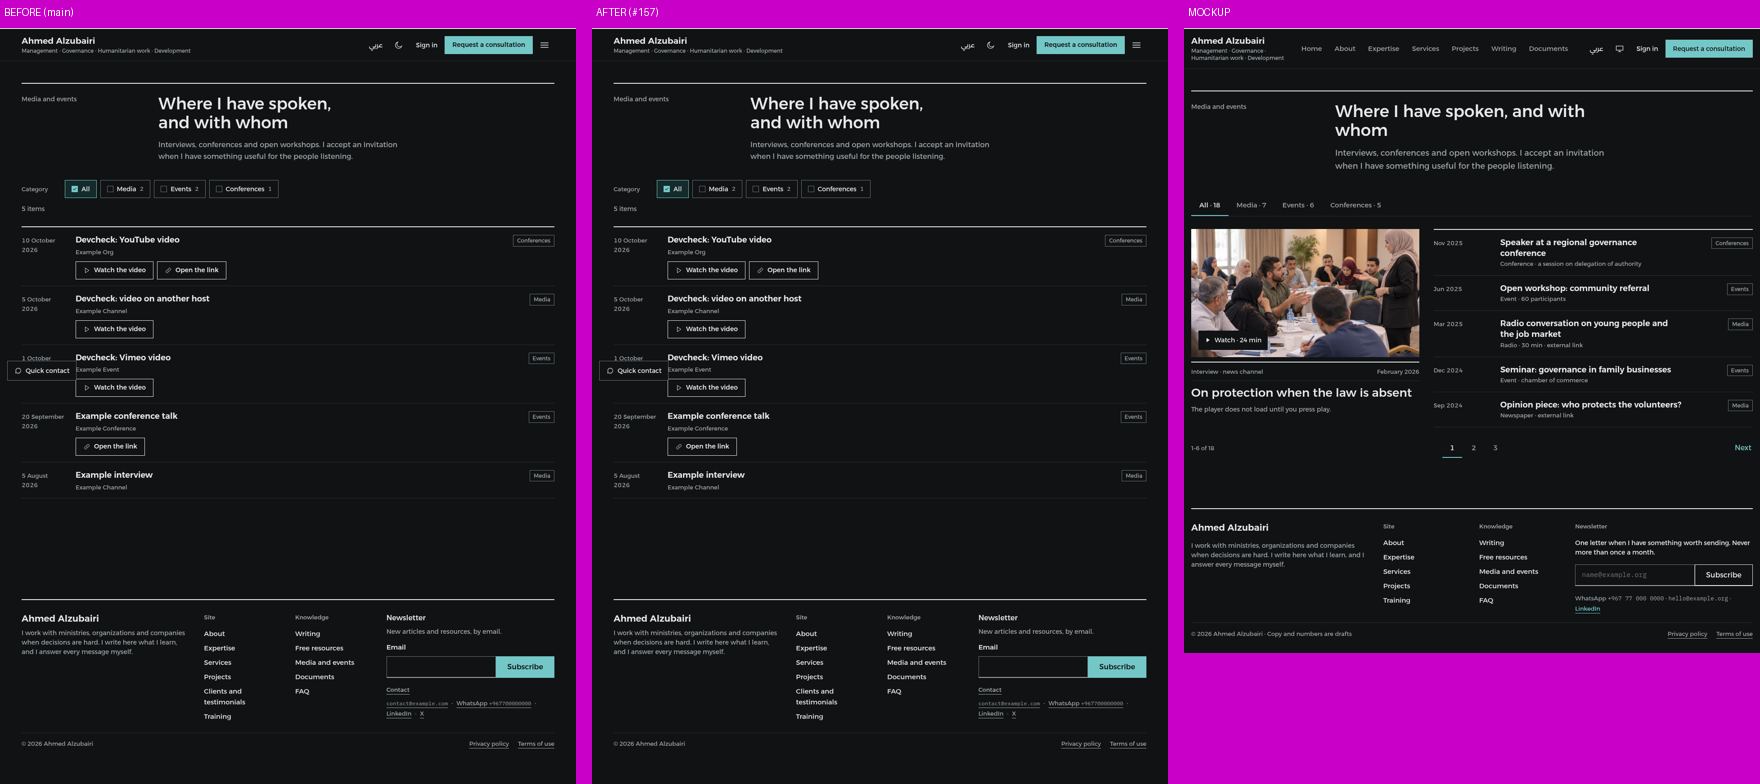 BEFORE (main)
Ahmed Alzubairi
Management · Governance · Humanitarian work · Development
عربي
Sign in
Request a consultation
Media and events
Where I have spoken,
and with whom
Interviews, conferences and open workshops. I accept an invitation
when I have something useful for the people listening.
Category
All
Media 2
Events 2
Conferences 1
5 items
10 October
2026
Devcheck: YouTube video
Conferences
Example Org
Watch the video
Open the link
5 October
2026
Devcheck: video on another host
Media
Example Channel
Watch the video
1 October
Devcheck: Vimeo video
Events
Example Event
Quick contact
Watch the video
20 September
2026
Example conference talk
Events
Example Conference
Open the link
5 August
2026
Example interview
Media
Example Channel
Ahmed Alzubairi
I work with ministries, organizations and companies
when decisions are hard. I write here what I learn,
and I answer every message myself.
Site
About
Expertise
Services
Projects
Clients and
testimonials
Training
Knowledge
Writing
Free resources
Media and events
Documents
FAQ
Newsletter
New articles and resources, by email.
Email
Subscribe
Contact
contact@example.com · WhatsApp +967700000000 ·
LinkedIn · X
© 2026 Ahmed Alzubairi
Privacy policy
Terms of use
AFTER (#157)
Ahmed Alzubairi
Management · Governance · Humanitarian work · Development
عربي
Sign in
Request a consultation
Media and events
Where I have spoken,
and with whom
Interviews, conferences and open workshops. I accept an invitation
when I have something useful for the people listening.
Category
All
Media 2
Events 2
Conferences 1
5 items
10 October
2026
Devcheck: YouTube video
Conferences
Example Org
Watch the video
Open the link
5 October
2026
Devcheck: video on another host
Media
Example Channel
Watch the video
1 October
Devcheck: Vimeo video
Events
Example Event
Quick contact
Watch the video
20 September
2026
Example conference talk
Events
Example Conference
Open the link
5 August
2026
Example interview
Media
Example Channel
Ahmed Alzubairi
I work with ministries, organizations and companies
when decisions are hard. I write here what I learn,
and I answer every message myself.
Site
About
Expertise
Services
Projects
Clients and
testimonials
Training
Knowledge
Writing
Free resources
Media and events
Documents
FAQ
Newsletter
New articles and resources, by email.
Email
Subscribe
Contact
contact@example.com · WhatsApp +967700000000 ·
LinkedIn · X
© 2026 Ahmed Alzubairi
Privacy policy
Terms of use
MOCKUP
Ahmed Alzubairi
Management · Governance ·
Humanitarian work · Development
Home
About
Expertise
Services
Projects
Writing
Documents
عربي
Sign in
Request a consultation
Media and events
Where I have spoken, and with
whom
Interviews, conferences and open workshops. I accept an invitation
when I have something useful for the people listening.
All · 18
Media · 7
Events · 6
Conferences · 5
Watch · 24 min
Interview · news channel
February 2026
On protection when the law is absent
The player does not load until you press play.
Nov 2025
Speaker at a regional governance
conference
Conferences
Conference · a session on delegation of authority
Jun 2025
Open workshop: community referral
Events
Event · 60 participants
Mar 2025
Radio conversation on young people and
the job market
Media
Radio · 30 min · external link
Dec 2024
Seminar: governance in family businesses
Events
Event · chamber of commerce
Sep 2024
Opinion piece: who protects the volunteers?
Media
Newspaper · external link
1–6 of 18
1
2
3
Next
Ahmed Alzubairi
I work with ministries, organizations and companies
when decisions are hard. I write here what I learn, and I
answer every message myself.
Site
About
Expertise
Services
Projects
Training
Knowledge
Writing
Free resources
Media and events
Documents
FAQ
Newsletter
One letter when I have something worth sending. Never
more than once a month.
name@example.org
Subscribe
WhatsApp +967 77 000 0000 · hello@example.org ·
LinkedIn
© 2026 Ahmed Alzubairi · Copy and numbers are drafts
Privacy policy
Terms of use